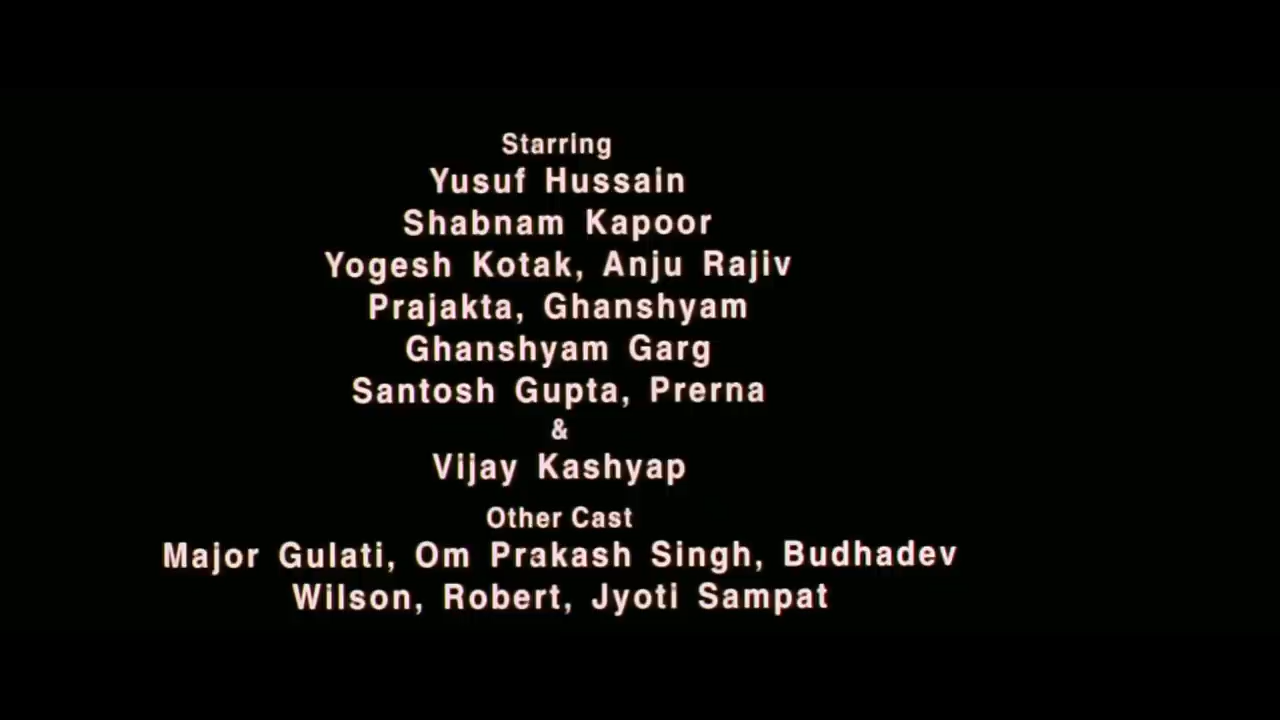 Starring
Yusuf Hussain
Shabnam Kapoor
Yogesh Kotak, Anju Rajiv
Prajakta, Ghanshyam
Ghanshyam Garg
Santosh Gupta, Prerna
&
Vijay Kashyap
Other Cast
Major Gulati, Om Prakash Singh, Budhadev
Wilson, Robert, Jyoti Sampat